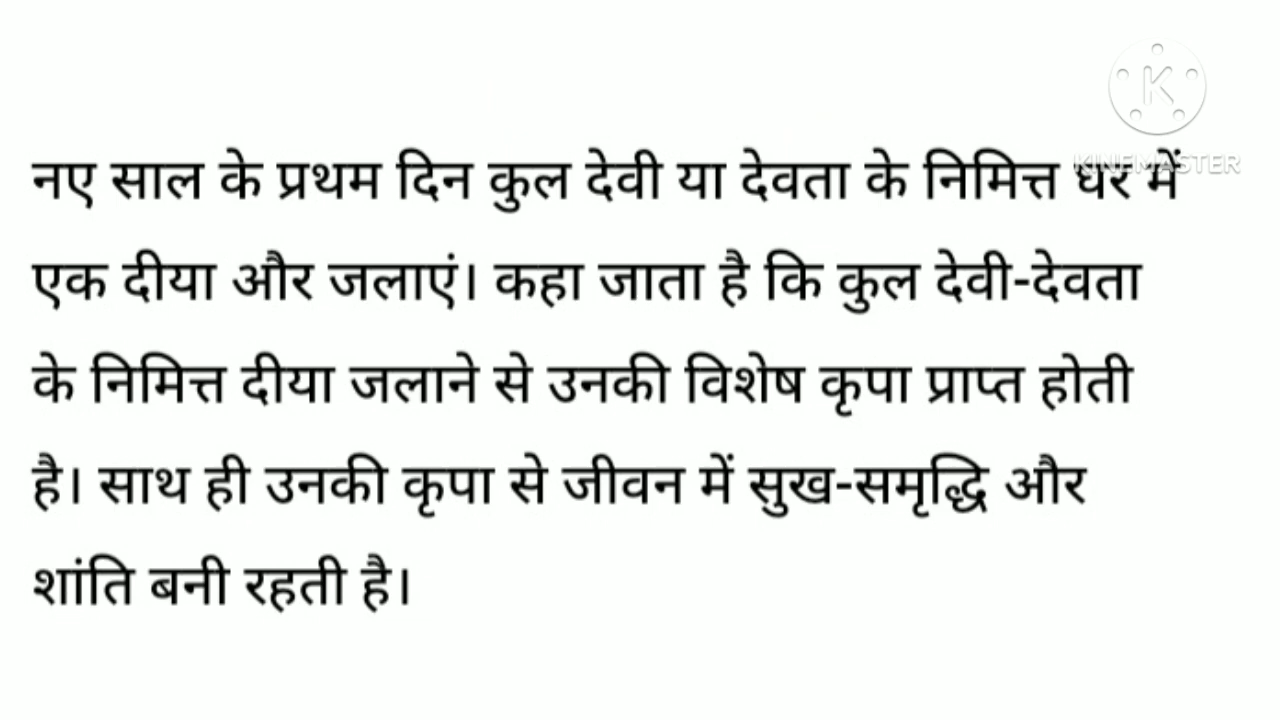 नए साल के प्रथम दिन कुल देवी या देवता के निमित्त घर में
एक दीया और जलाएं। कहा जाता है कि कुल देवी-देवता
के निमित्त दीया जलाने से उनकी विशेष कृपा प्राप्त होती
है। साथ ही उनकी कृपा से जीवन में सुख-समृद्धि और
शांति बनी रहती है।
K
KINEMASTER